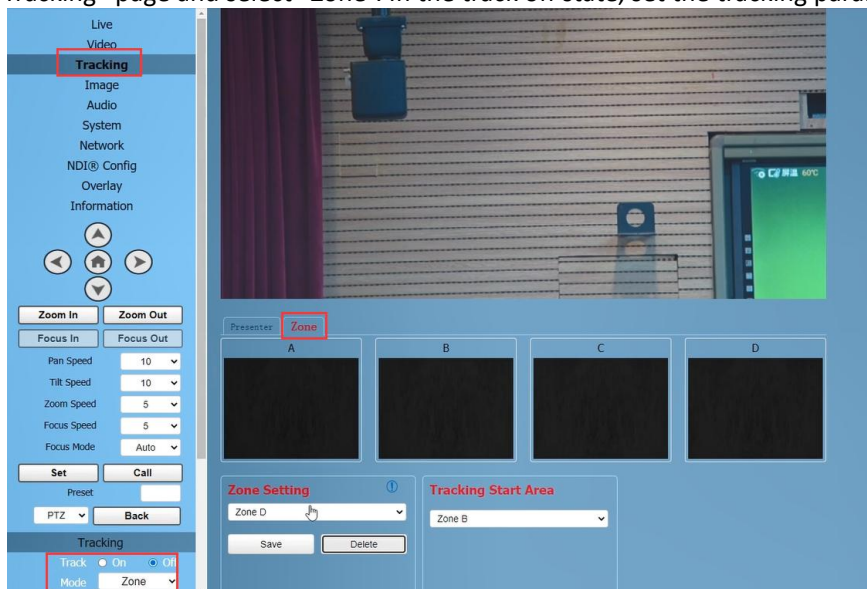 Tracking" page and select "Zone". In the track off state, set the tracking
Live
Video
Tracking
Image
Audio
System
Network
NDI® Config
Overlay
Information
Zoom In Zoom Out
Focus In Focus Out
Pan Speed 10
Tilt Speed 10
Zoom Speed 5
Focus Speed 5
Focus Mode Auto
Set Call
Preset
PTZ Back
Tracking
Track On Off
Mode Zone
60℃
Presenter Zone
A B C D
Zone Setting
Zone D
Save Delete
Tracking Start Area
Zone B